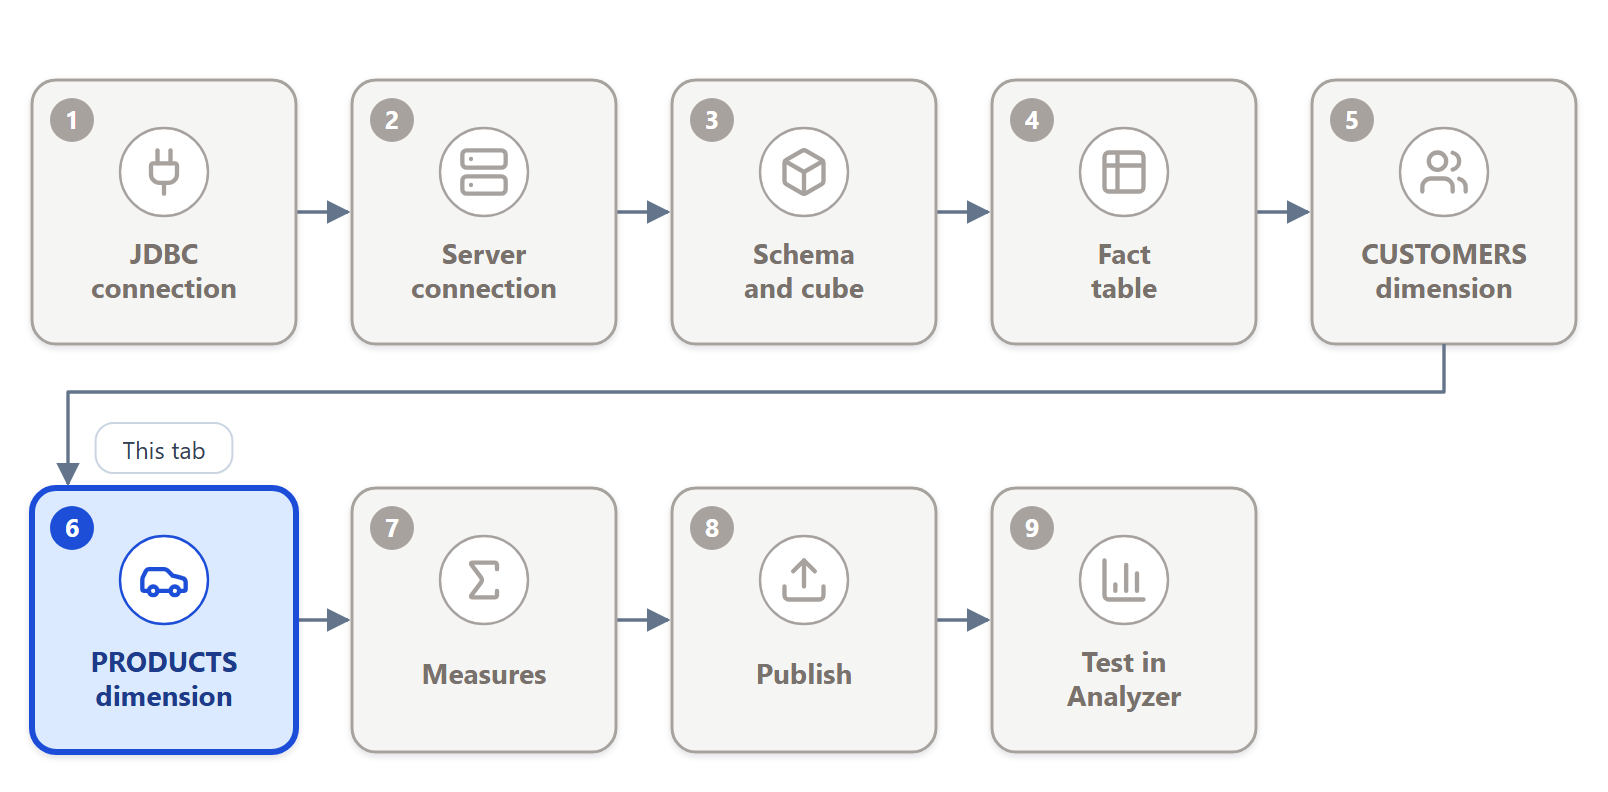 1
JDBC
connection
2
Server
connection
3
Schema
and cube
4
Fact
table
5
CUSTOMERS
dimension
This tab
6
PRODUCTS
dimension
7
Measures
8
Publish
9
Test in
Analyzer